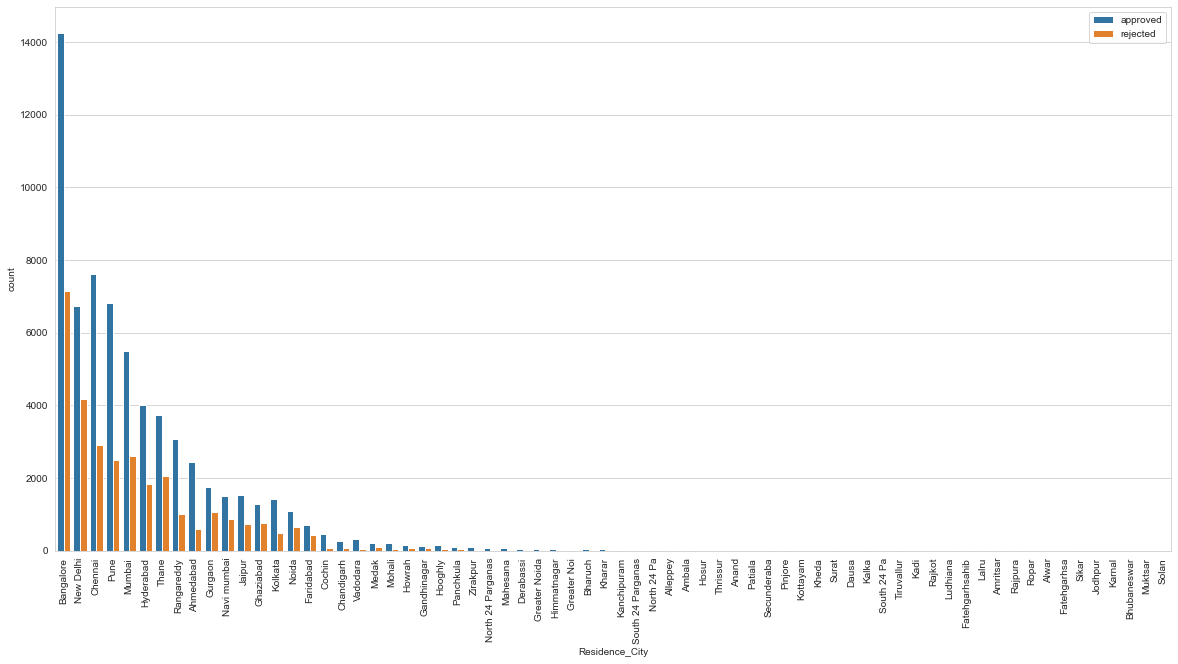 approved
rejected
14000
12000
10000
8000
6000
4000
2000
0
count
Bangalore
New Delhi
Chennai
Pune
Mumbai
Hyderabad
Thane
Rangareddy
Ahmedabad
Gurgaon
Navi mumbai
Jaipur
Ghaziabad
Kolkata
Noida
Faridabad
Cochin
Chandigarh
Vadodara
Medak
Mohali
Howrah
Gandhinagar
Hooghly
Panchkula
Zirakpur
North 24 Parganas
Mahesana
Derabassi
Greater Noida
Himmatnagar
Greater Noi
Bharuch
Kharar
Kanchipuram
South 24 Parganas
North 24 Pa
Alleppey
Ambala
Hosur
Thrissur
Anand
Patiala
Secunderaba
Pinjore
Kottayam
Kheda
Surat
Dausa
Kalka
South 24 Pa
Tiruvallur
Kadi
Rajkot
Ludhiana
Fatehgarhsahib
Lalru
Amritsar
Rajpura
Ropar
Alwar
Fatehgarhsa
Sikar
Jodhpur
Karnal
Bhubaneswar
Muktsar
Solan
Residence_City